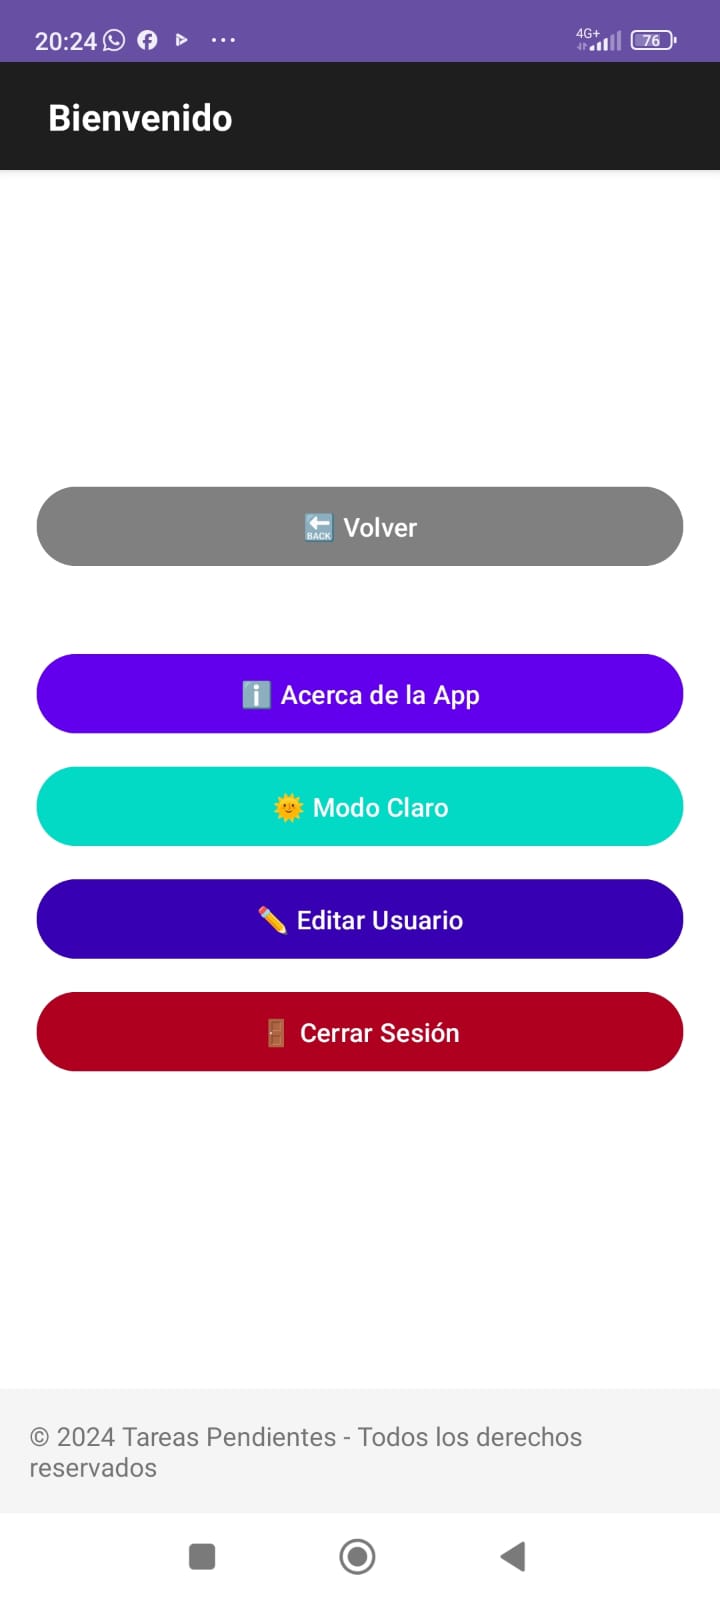 20:24 4G+ 76
Bienvenido
BACK Volver
Acerca de la App
Modo Claro
Editar Usuario
Cerrar Sesión
© 2024 Tareas Pendientes - Todos los derechos
reservados